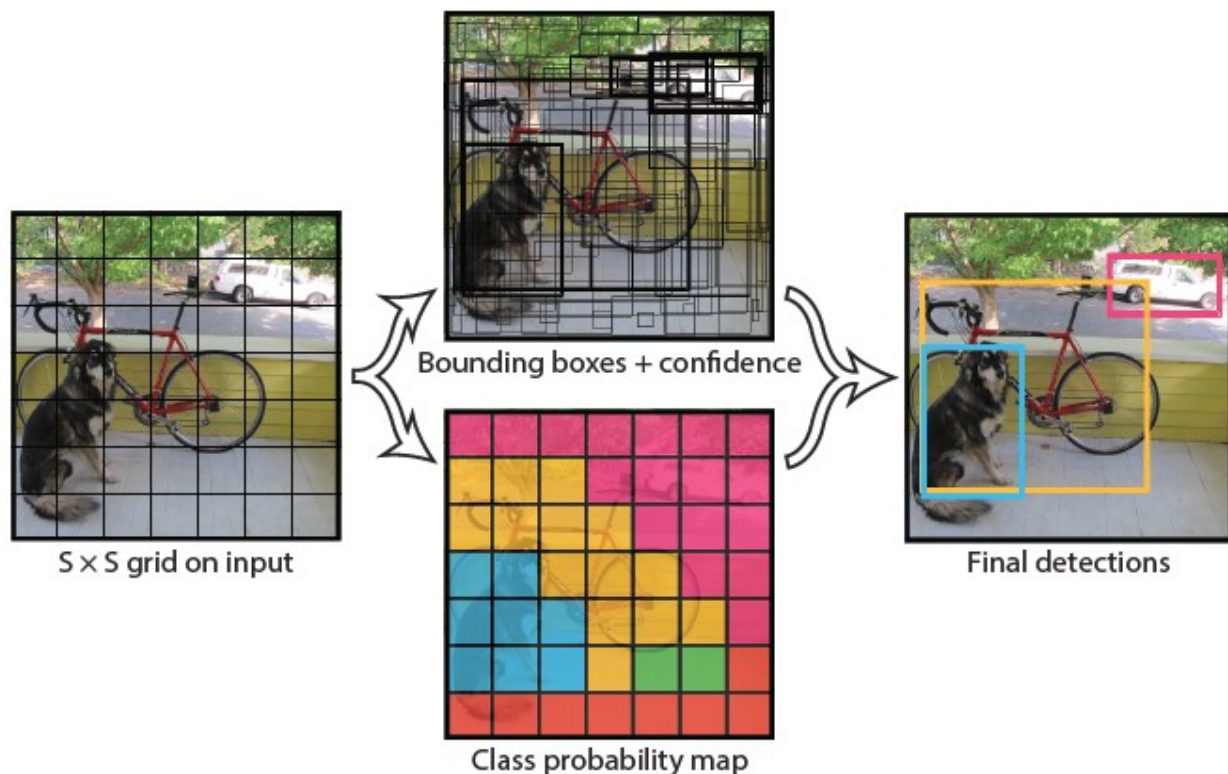 Bounding boxes + confidence
S × S grid on input
Final detections
Class probability map